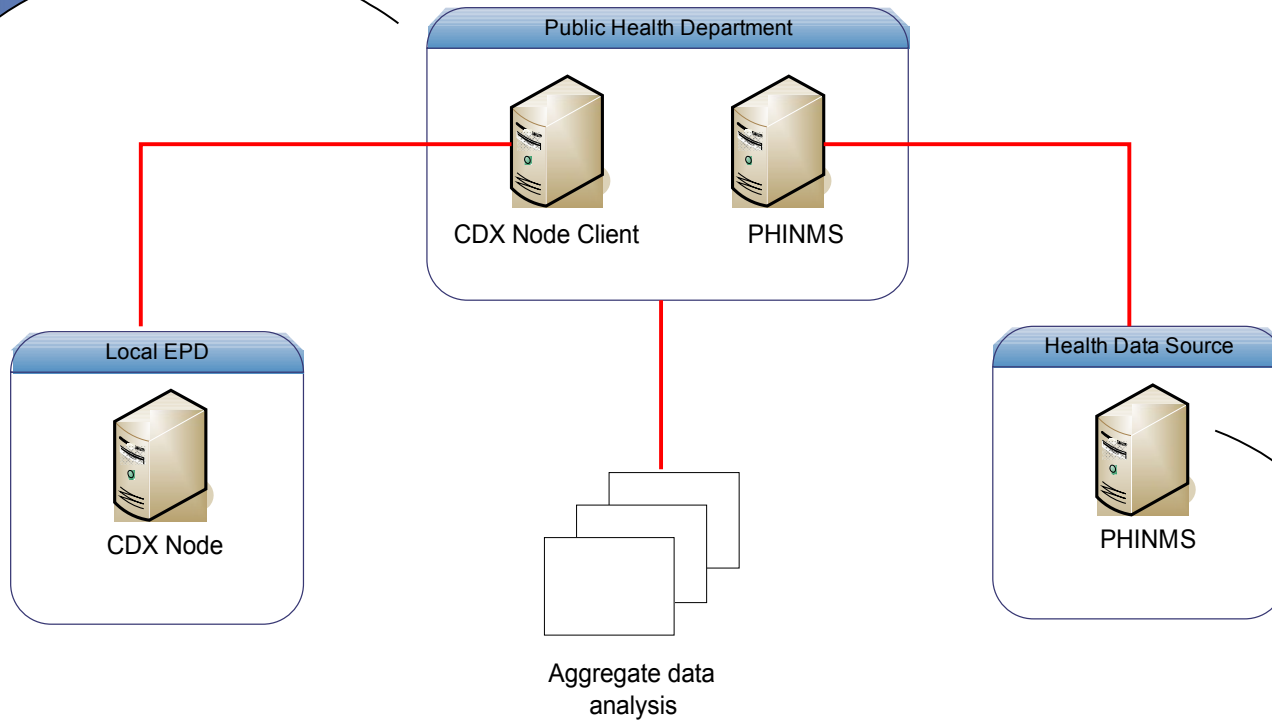 Public Health Department
CDX Node Client
PHINMS
Local EPD
CDX Node
Health Data Source
PHINMS
Aggregate data
analysis